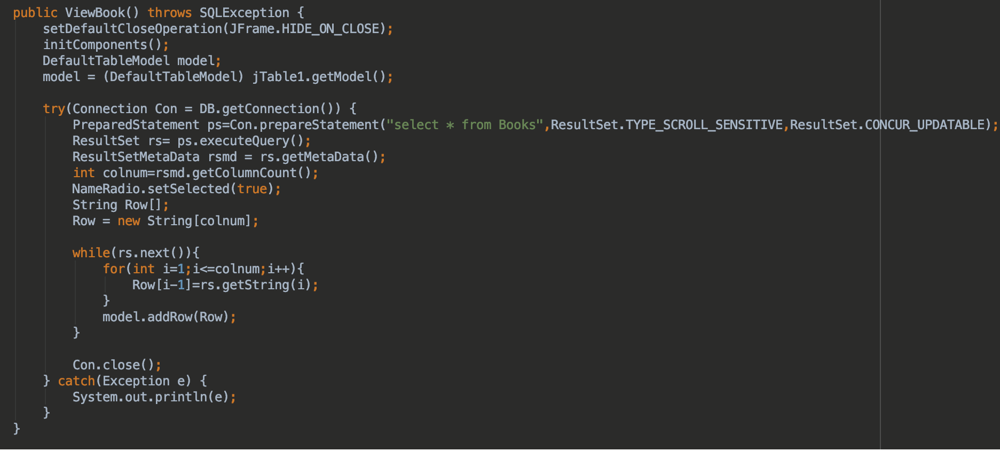 public ViewBook() throws SQLException {
    setDefaultCloseOperation(JFrame.HIDE_ON_CLOSE);
    initComponents();
    DefaultTableModel model;
    model = (DefaultTableModel) jTable1.getModel();

    try(Connection Con = DB.getConnection()) {
        PreparedStatement ps=Con.prepareStatement("select * from Books",ResultSet.TYPE_SCROLL_SENSITIVE,ResultSet.CONCUR_UPDATABLE);
        ResultSet rs= ps.executeQuery();
        ResultSetMetaData rsmd = rs.getMetaData();
        int colnum=rsmd.getColumnCount();
        NameRadio.setSelected(true);
        String Row[];
        Row = new String[colnum];

        while(rs.next()){
            for(int i=1;i<=colnum;i++){
                Row[i-1]=rs.getString(i);
            }
            model.addRow(Row);
        }

        Con.close();
    } catch(Exception e) {
        System.out.println(e);
    }
}